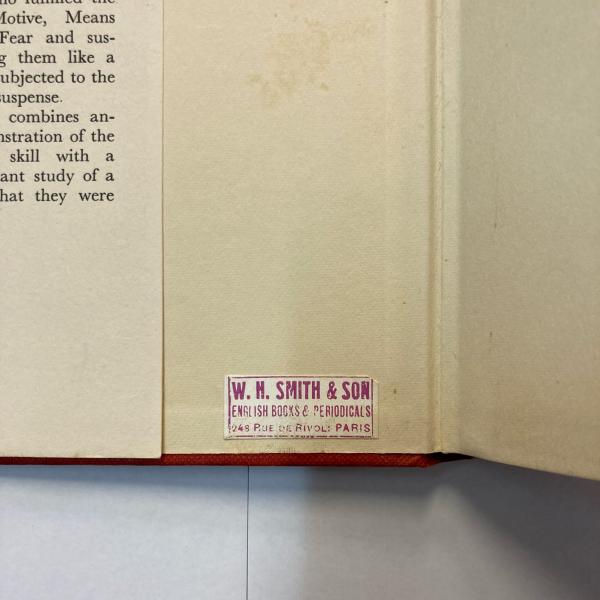 Motive, Means
Fear and sus-
them like a
subjected to the
suspense.
combines an-
nstration of the
skill with a
ant study of a
hat they were
W. H. SMITH & SON
ENGLISH BOOKS & PERIODICALS
248 RUE DE RIVOLI PARIS